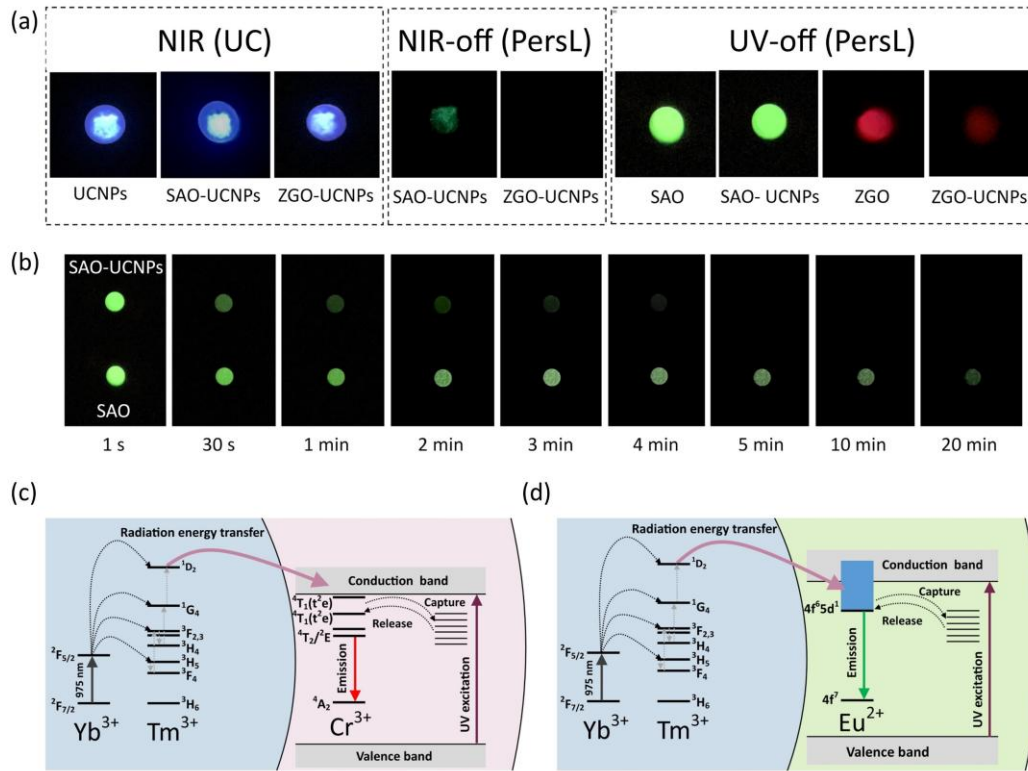 (a)
NIR (UC)
NIR-off (PersL)
UV-off (PersL)
UCNPs
SAO-UCNPs
ZGO-UCNPs
SAO-UCNPs
ZGO-UCNPs
SAO
SAO- UCNPs
ZGO
ZGO-UCNPs
(b)
SAO-UCNPs
SAO
1 s
30 s
1 min
2 min
3 min
4 min
5 min
10 min
20 min
(c)
Radiation energy transfer
¹D₂
¹G₄
³F₂,₃
³H₄
³H₅
³F₄
³H₆
²F₅/₂
975 nm
²F₇/₂
Yb³⁺
Tm³⁺
Conduction band
⁴T₁(t²e)
⁴T₁(t²e)
⁴T₂/²E
Capture
Release
Emission
⁴A₂
Cr³⁺
UV excitation
Valence band
(d)
Radiation energy transfer
¹D₂
¹G₄
³F₂,₃
³H₄
³H₅
³F₄
³H₆
²F₅/₂
975 nm
²F₇/₂
Yb³⁺
Tm³⁺
Conduction band
4f⁶5d¹
Capture
Release
Emission
4f⁷
Eu²⁺
UV excitation
Valence band